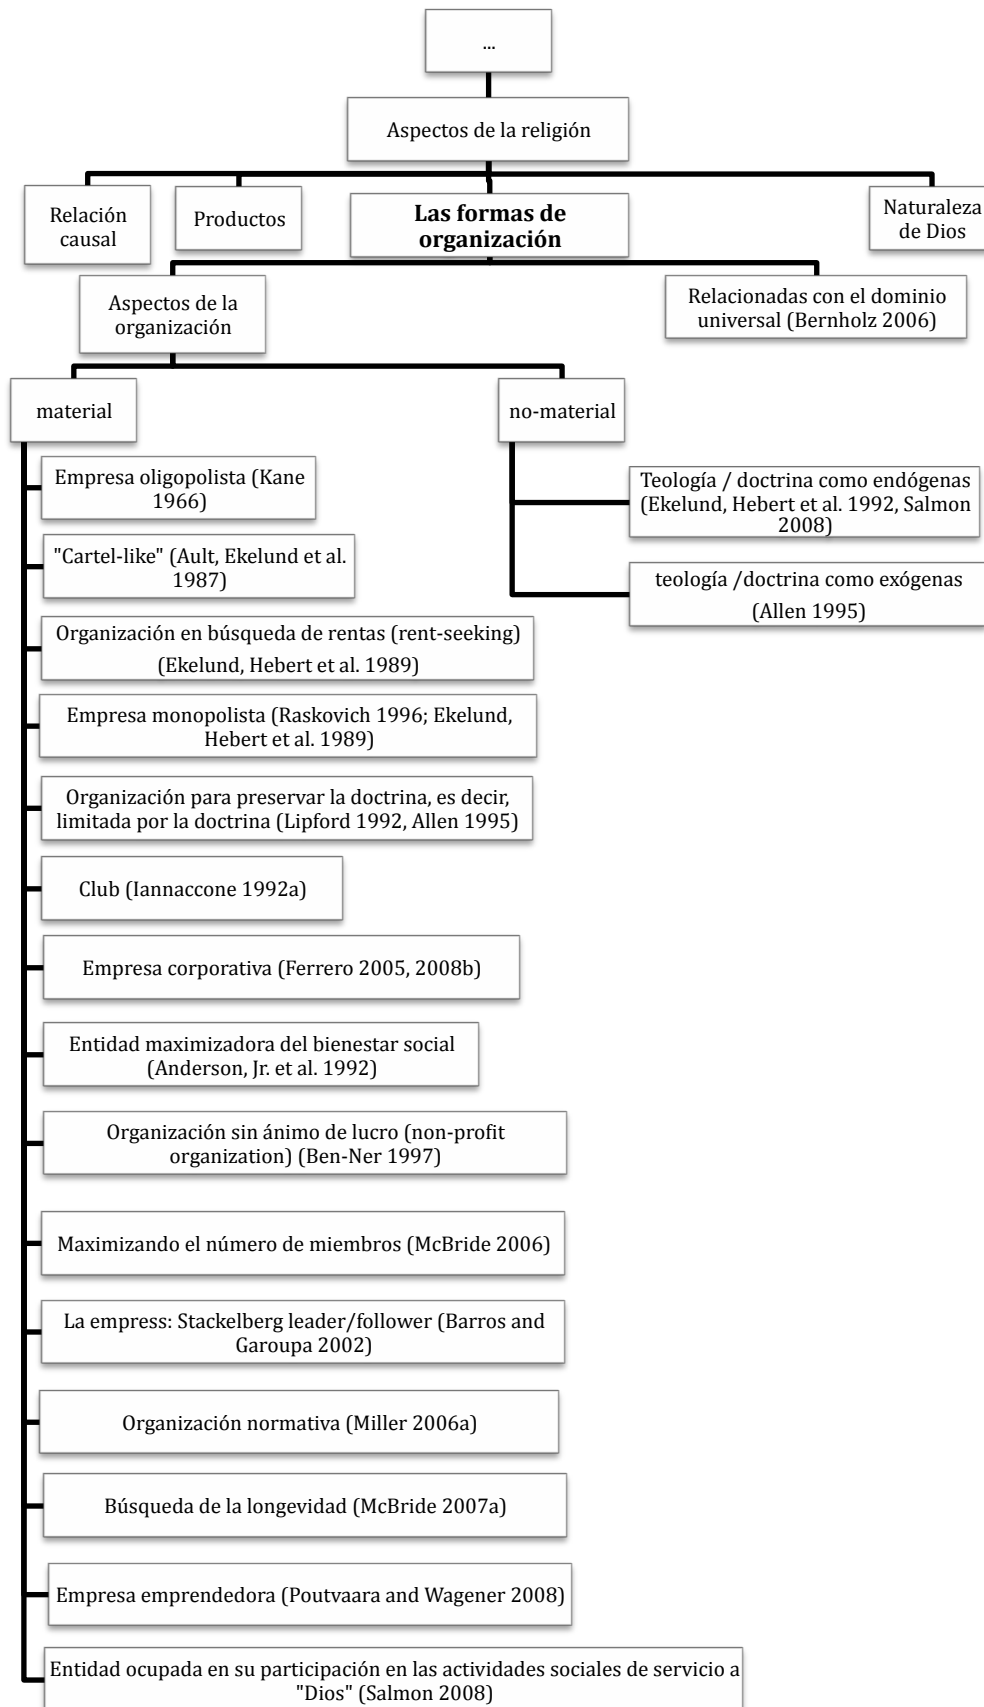 ...
Aspectos de la religión
Relación
causal
Productos
Las formas de
organización
Naturaleza
de Dios
Aspectos de la
organización
Relacionadas con el dominio
universal (Bernholz 2006)
material
no-material
Empresa oligopolista (Kane
1966)
"Cartel-like" (Ault, Ekelund et al.
1987)
Organización en búsqueda de rentas (rent-seeking)
(Ekelund, Hebert et al. 1989)
Empresa monopolista (Raskovich 1996; Ekelund,
Hebert et al. 1989)
Organización para preservar la doctrina, es decir,
limitada por la doctrina (Lipford 1992, Allen 1995)
Club (Iannaccone 1992a)
Empresa corporativa (Ferrero 2005, 2008b)
Entidad maximizadora del bienestar social
(Anderson, Jr. et al. 1992)
Organización sin ánimo de lucro (non-profit
organization) (Ben-Ner 1997)
Maximizando el número de miembros (McBride 2006)
La empress: Stackelberg leader/follower (Barros and
Garoupa 2002)
Organización normativa (Miller 2006a)
Búsqueda de la longevidad (McBride 2007a)
Empresa emprendedora (Poutvaara and Wagener 2008)
Entidad ocupada en su participación en las actividades sociales de servicio a
"Dios" (Salmon 2008)
Teología / doctrina como endógenas
(Ekelund, Hebert et al. 1992, Salmon
2008)
teología /doctrina como exógenas
(Allen 1995)